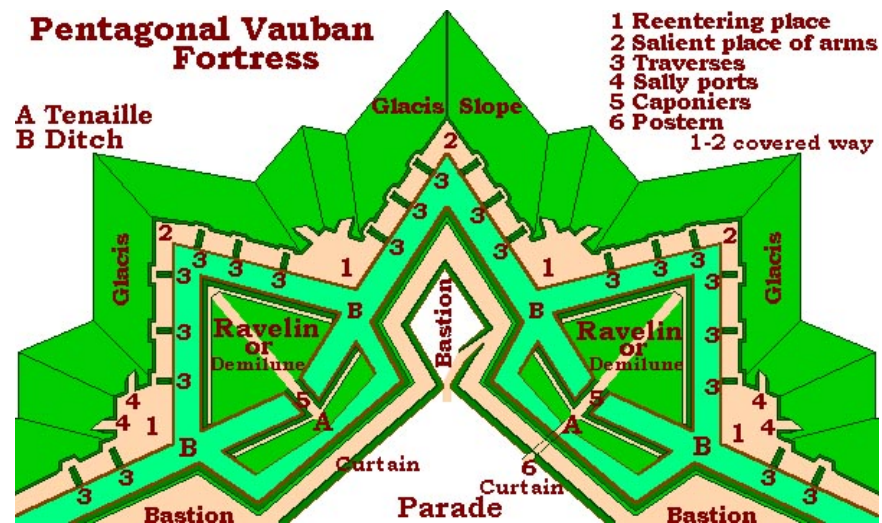 Pentagonal Vauban
Fortress
A Tenaille
B Ditch
1 Reentering place
2 Salient place of arms
3 Traverses
4 Sally ports
5 Caponiers
6 Postern
1-2 covered way
Glacis Slope
2
3 3
3 3
3 3
2 2
3 3 3 3 3 3
1 1
Glacis Glacis
3 3
B B
Bastion
Ravelin
or
Demilune
Ravelin
or
Demilune
3 3
3 3
5 5
4 4
4
A A
1 1
B B
Curtain
6
Curtain
3 3 3 3
Bastion
Parade
Bastion